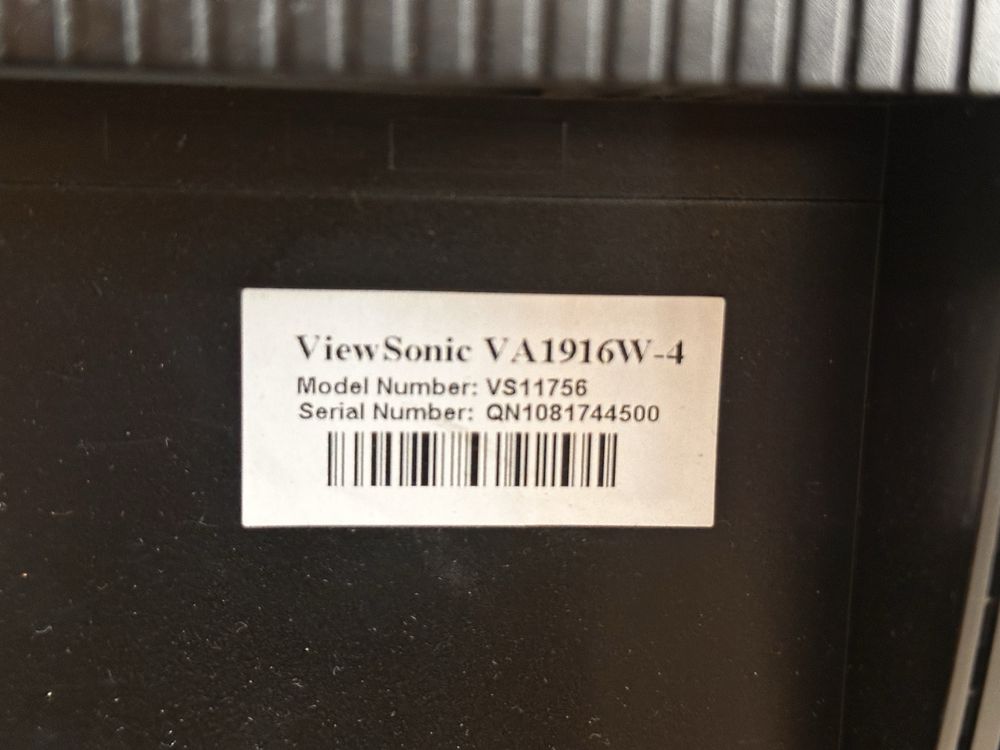 ViewSonic VA1916W-4
Model Number: VS11756
Serial Number: QN1081744500